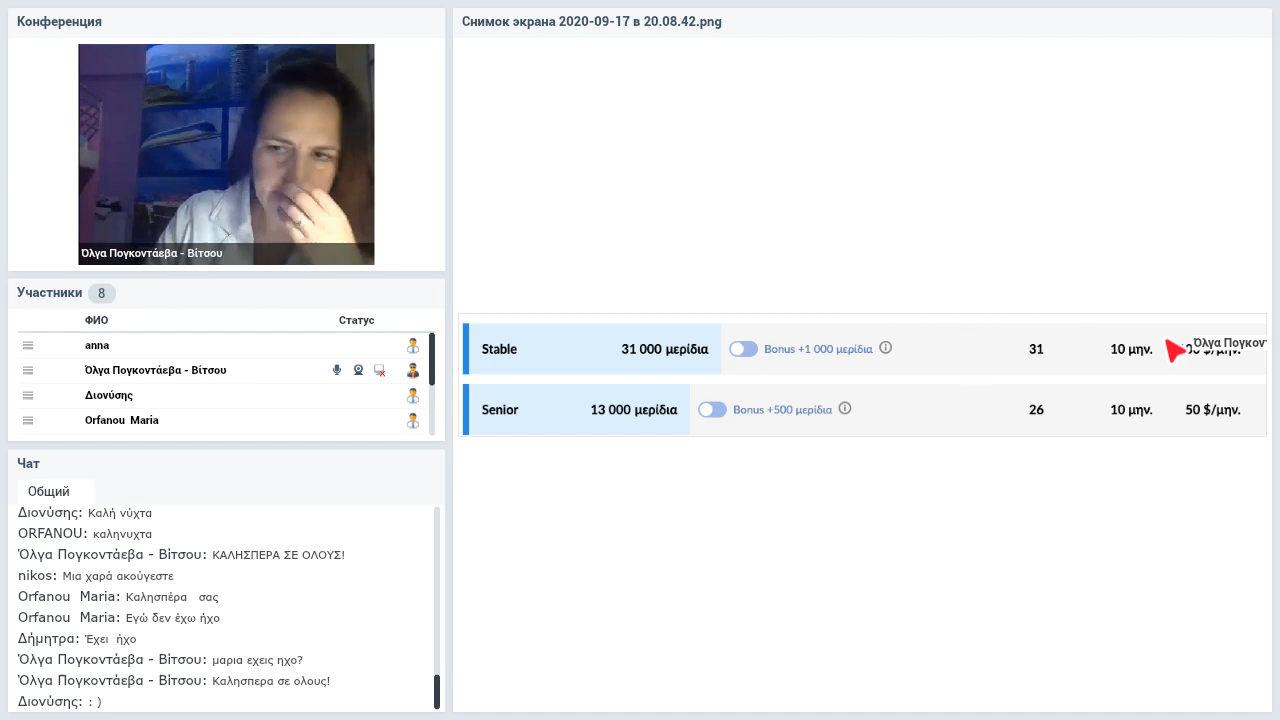 Конференция
Όλγα Πογκοντάεβα - Βίτσου
Участники 8
ФИО Статус
anna
Όλγα Πογκοντάεβα - Βίτσου
Διονύσης
Orfanou Maria
Чат
Общий
Διονύσης: Καλή νύχτα
ORFANOU: καληνυχτα
Όλγα Πογκοντάεβα - Βίτσου: ΚΑΛΗΣΠΕΡΑ ΣΕ ΟΛΟΥΣ!
nikos: Μια χαρά ακούγεστε
Orfanou Maria: Καλησπέρα σας
Orfanou Maria: Εγώ δεν έχω ήχο
Δήμητρα: Έχει ήχο
Όλγα Πογκοντάεβα - Βίτσου: μαρια εχεις ηχο?
Όλγα Πογκοντάεβα - Βίτσου: Καλησπερα σε ολους!
Διονύσης: : )
Снимок экрана 2020-09-17 в 20.08.42.png
Stable 31 000 μερίδια Bonus +1 000 μερίδια 31 10 μην. $/μην.
Όλγα Πογκοντ
Senior 13 000 μερίδια Bonus +500 μερίδια 26 10 μην. 50 $/μην.